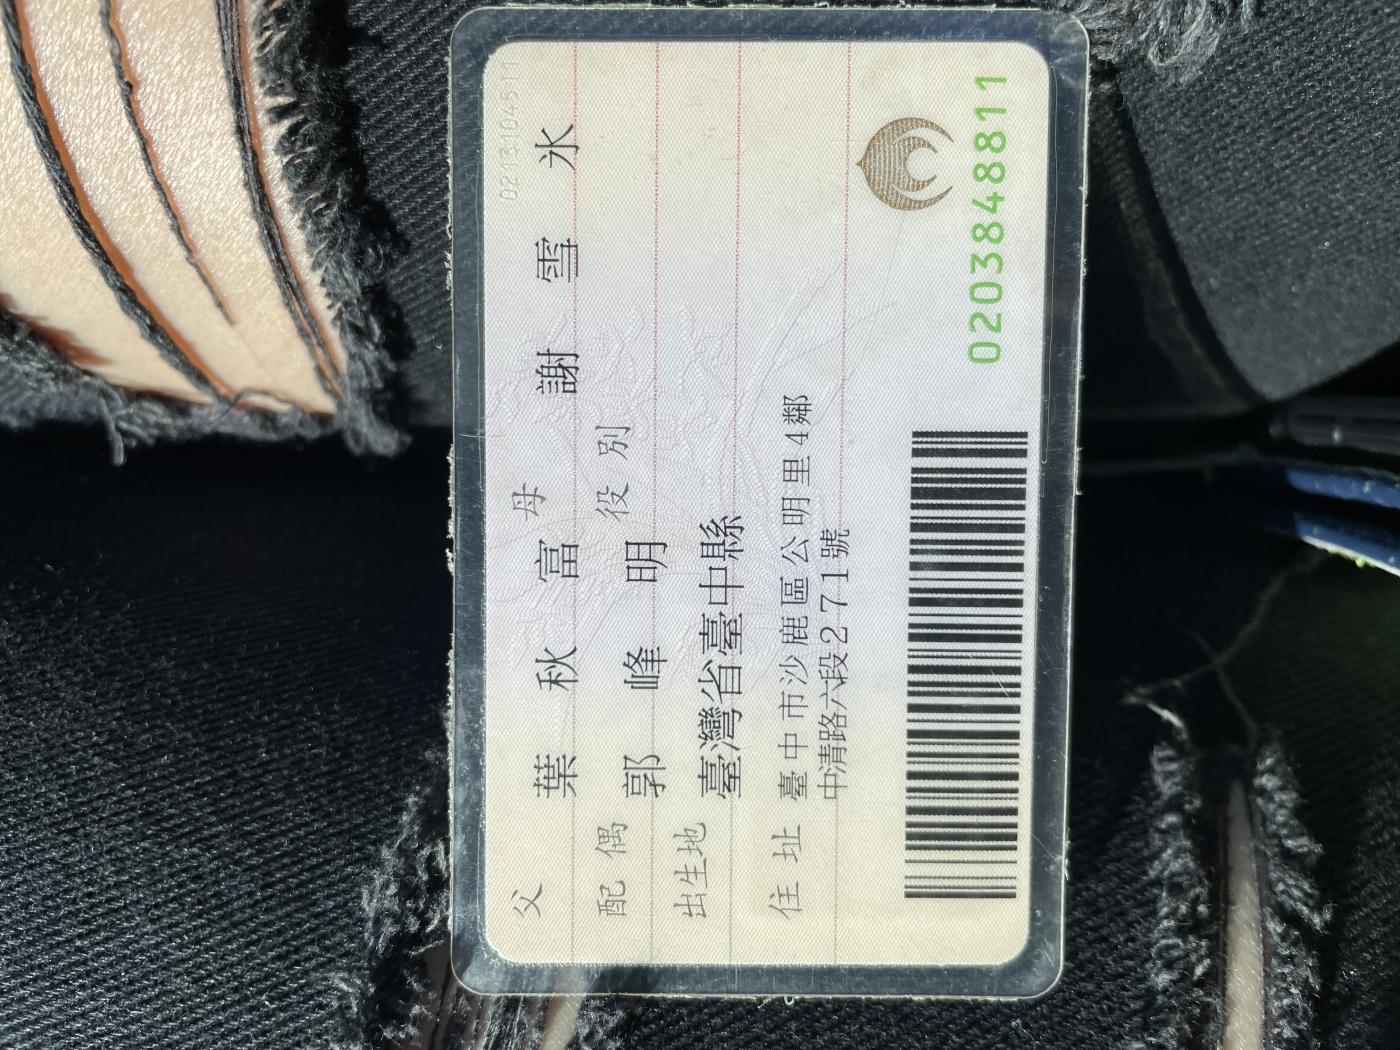 0213104511
父 葉秋富 母 謝雪氷
配偶 郭峰明 役別
出生地 臺灣省臺中縣
住址 臺中市沙鹿區公明里4鄰
中清路六段271號
0203848811